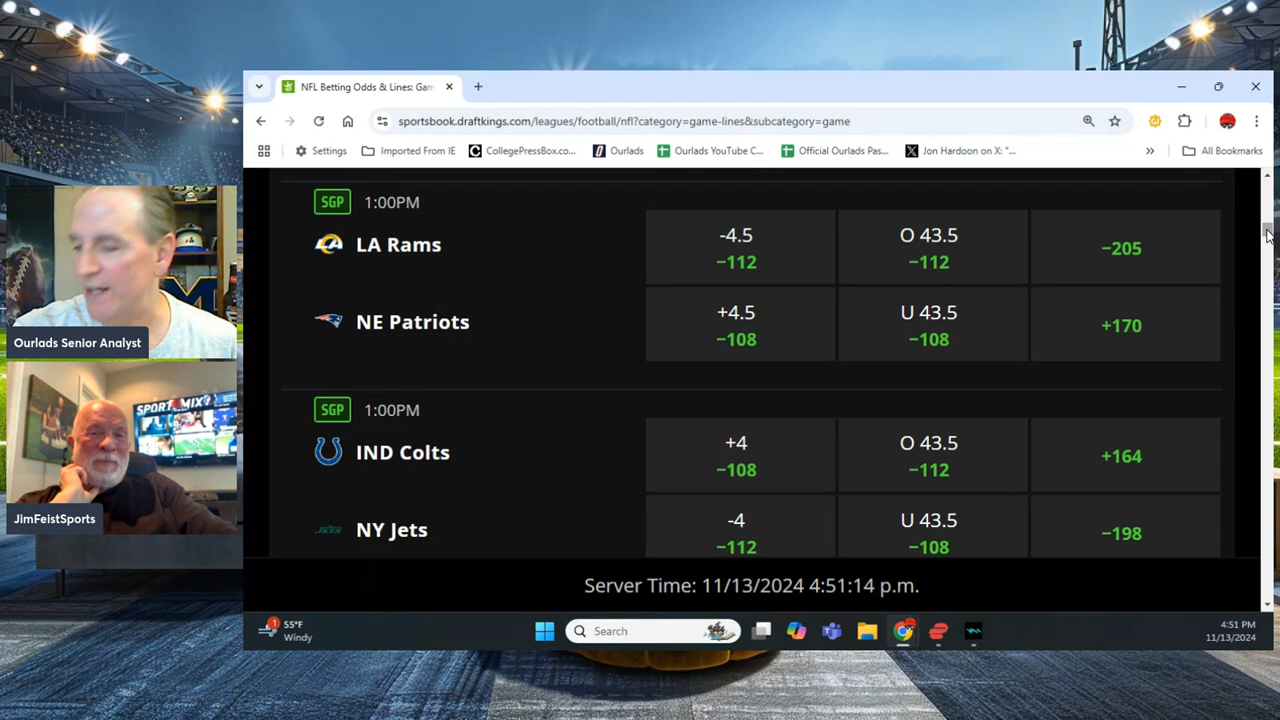 NFL Betting Odds & Lines: Gam
sportsbook.draftkings.com/leagues/football/nfl?category=game-lines&subcategory=game
Settings Imported From IE CollegePressBox.co... Ourlads Ourlads YouTube C... Official Ourlads Pas... Jon Hardoon on X: "... » All Bookmarks
SGP 1:00PM
LA Rams
-4.5
−112
O 43.5
−112
−205
NE Patriots
+4.5
−108
U 43.5
−108
+170
SGP 1:00PM
IND Colts
+4
−108
O 43.5
−112
+164
NY Jets
-4
−112
U 43.5
−108
−198
Server Time: 11/13/2024 4:51:14 p.m.
1
55°F
Windy
Search
4:51 PM
11/13/2024
M
Ourlads Senior Analyst
SPORT MIX
JimFeistSports